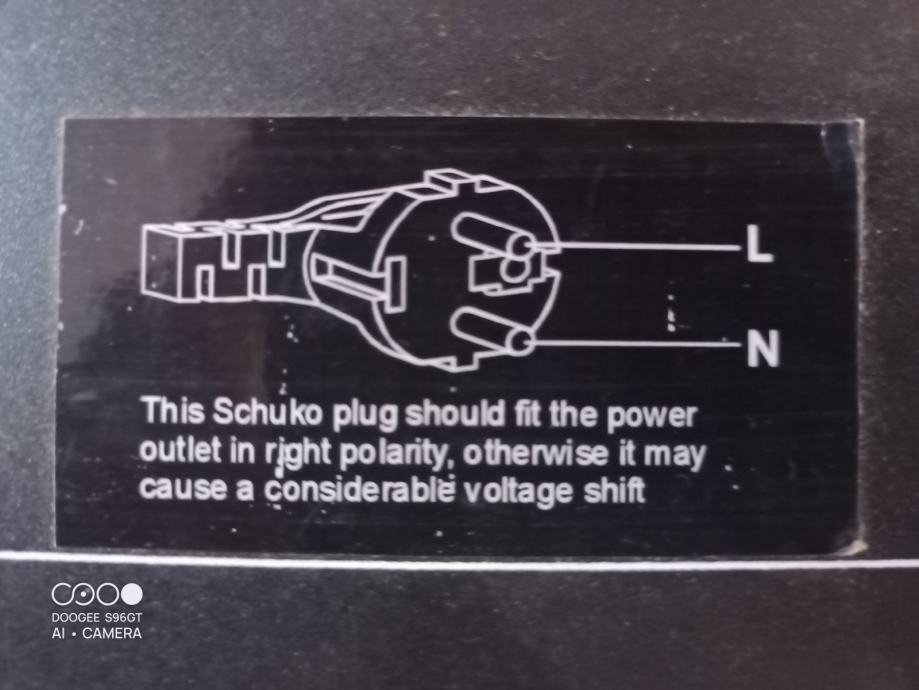 L
N
This Schuko plug should fit the power
outlet in right polarity, otherwise it may
cause a considerable voltage shift
DOOGEE S96GT
AI • CAMERA